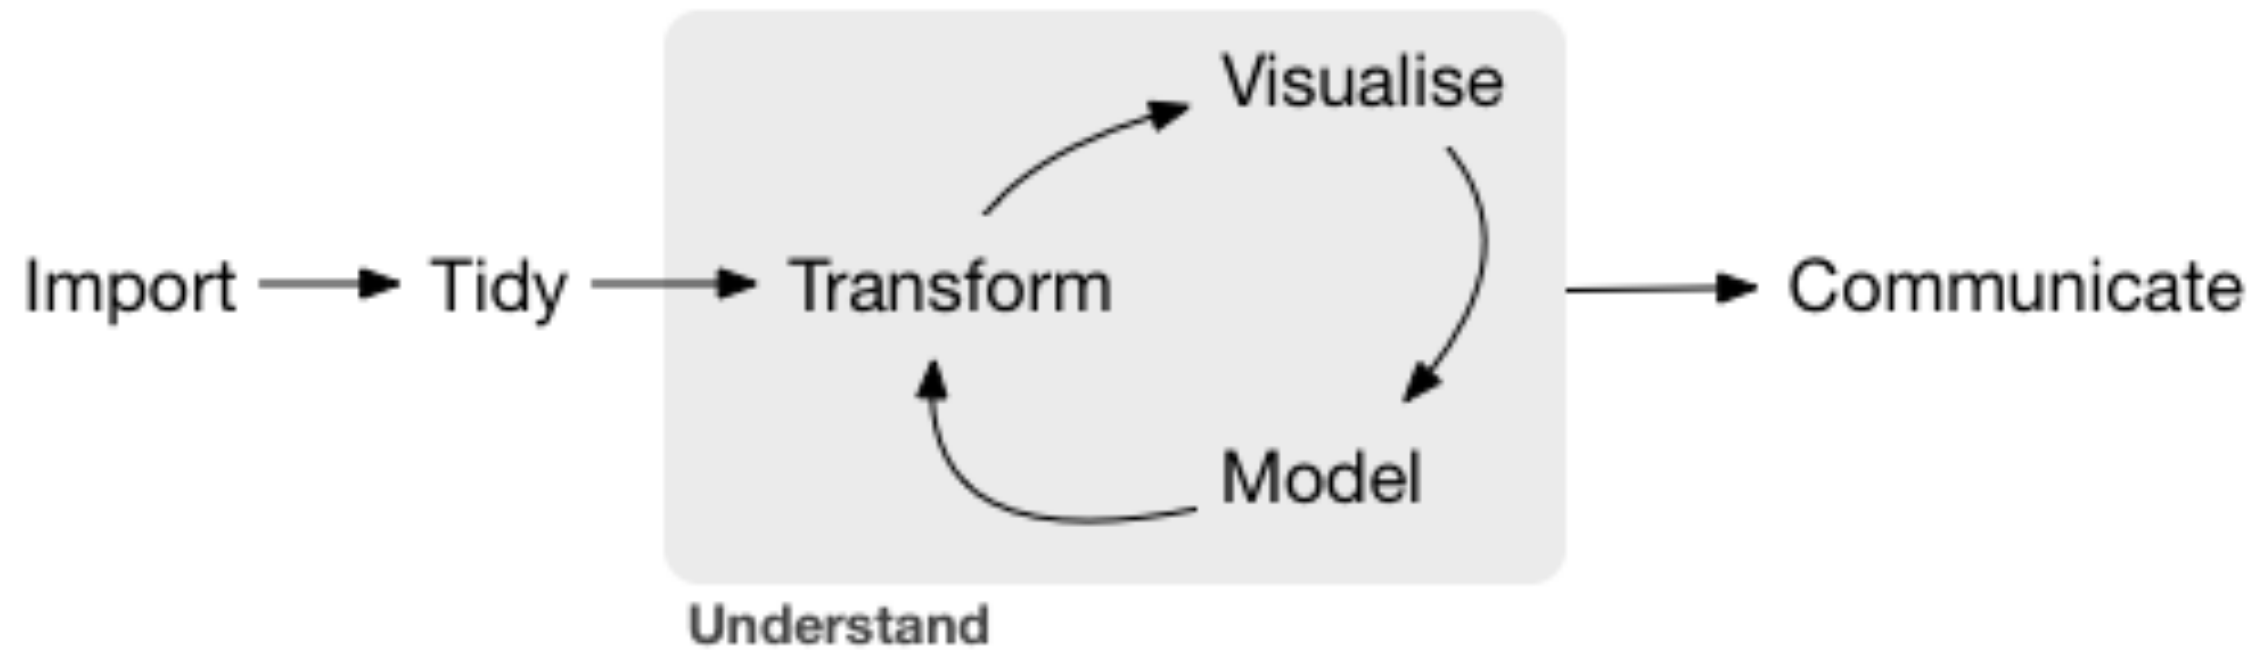 Visualise
Import Tidy Transform Communicate
Model
Understand